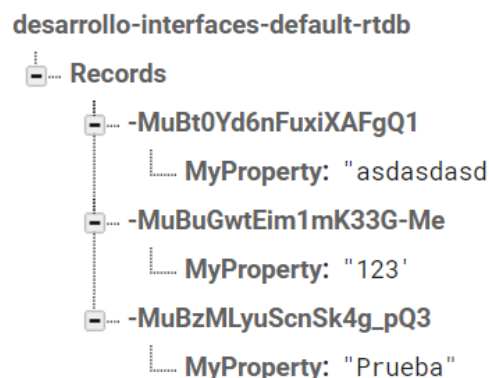 desarrollo-interfaces-default-rtdb
Records
-MuBt0Yd6nFuxiXAFgQ1
MyProperty: "asdasdasd
-MuBuGwtEim1mK33G-Me
MyProperty: "123'
-MuBzMLyuScnSk4g_pQ3
MyProperty: "Prueba"